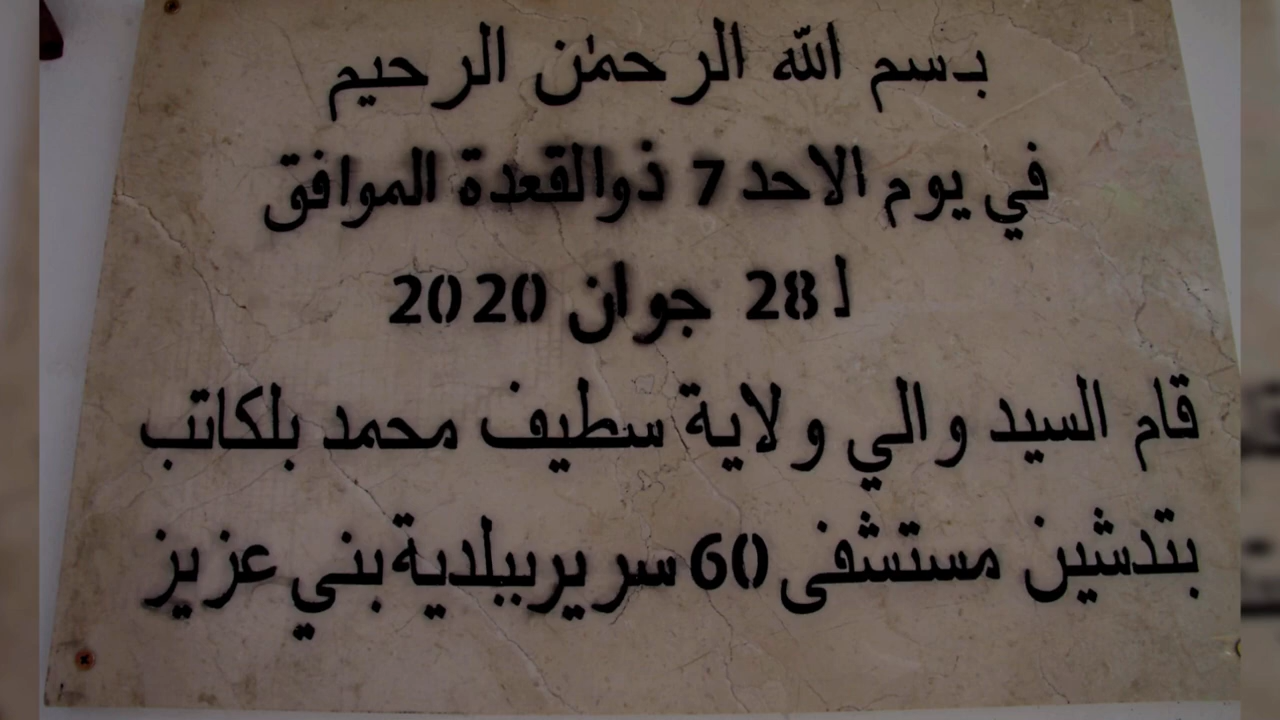 بسم الله الرحمٰن الرحيم
في يوم الاحد 7 ذوالقعدة الموافق
لـ 28 جوان 2020
قام السيد والي ولاية سطيف محمد بلكاتب
بتدشين مستشفى 60 سرير ببلدية بني عزيز